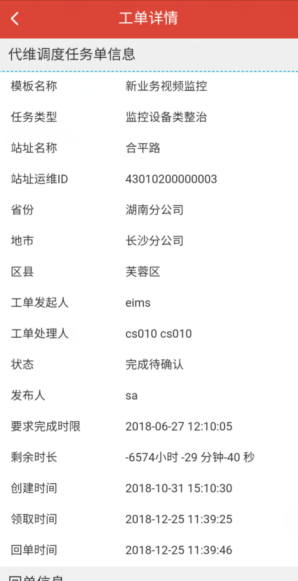 工单详情
代维调度任务单信息
模板名称 新业务视频监控
任务类型 监控设备类整治
站址名称 合平路
站址运维ID 43010200000003
省份 湖南分公司
地市 长沙分公司
区县 芙蓉区
工单发起人 eims
工单处理人 cs010 cs010
状态 完成待确认
发布人 sa
要求完成时限 2018-06-27 12:10:05
剩余时长 -6574小时 -29 分钟-40 秒
创建时间 2018-10-31 15:10:30
领取时间 2018-12-25 11:39:25
回单时间 2018-12-25 11:39:46
回单信息